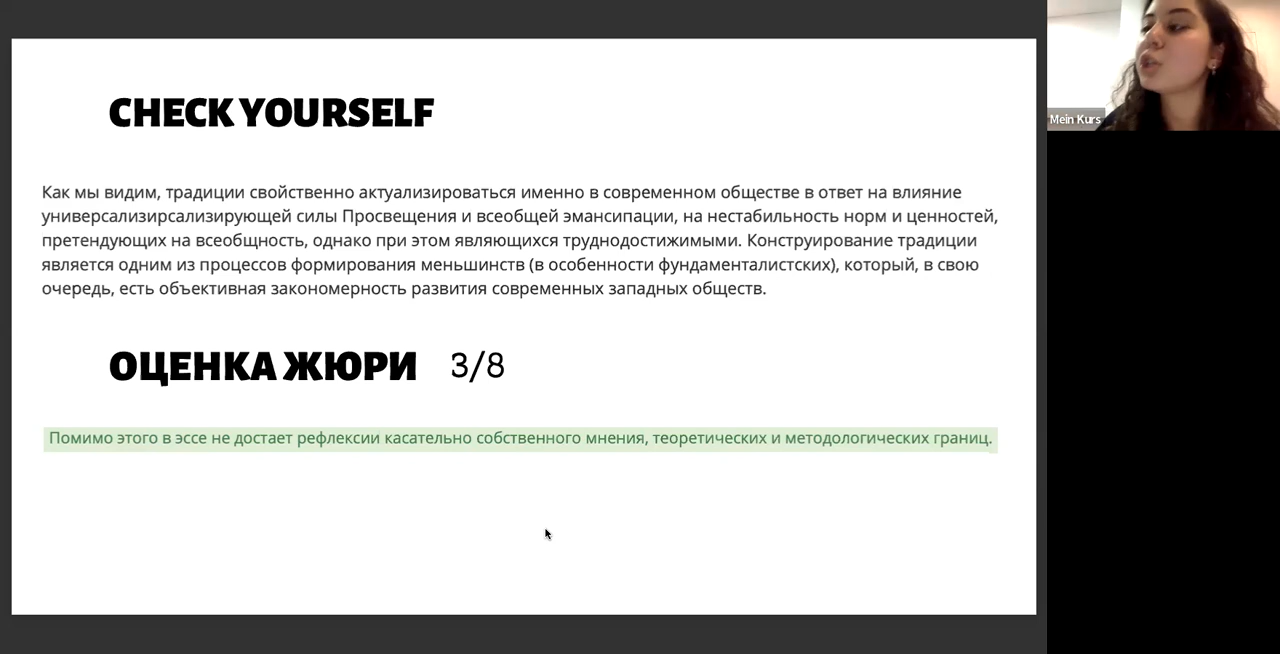 CHECK YOURSELF
Как мы видим, традиции свойственно актуализироваться именно в современном обществе в ответ на влияние
универсализирсализирующей силы Просвещения и всеобщей эмансипации, на нестабильность норм и ценностей,
претендующих на всеобщность, однако при этом являющихся труднодостижимыми. Конструирование традиции
является одним из процессов формирования меньшинств (в особенности фундаменталистских), который, в свою
очередь, есть объективная закономерность развития современных западных обществ.
ОЦЕНКА ЖЮРИ 3/8
Помимо этого в эссе не достает рефлексии касательно собственного мнения, теоретических и методологических границ.
Mein Kurs